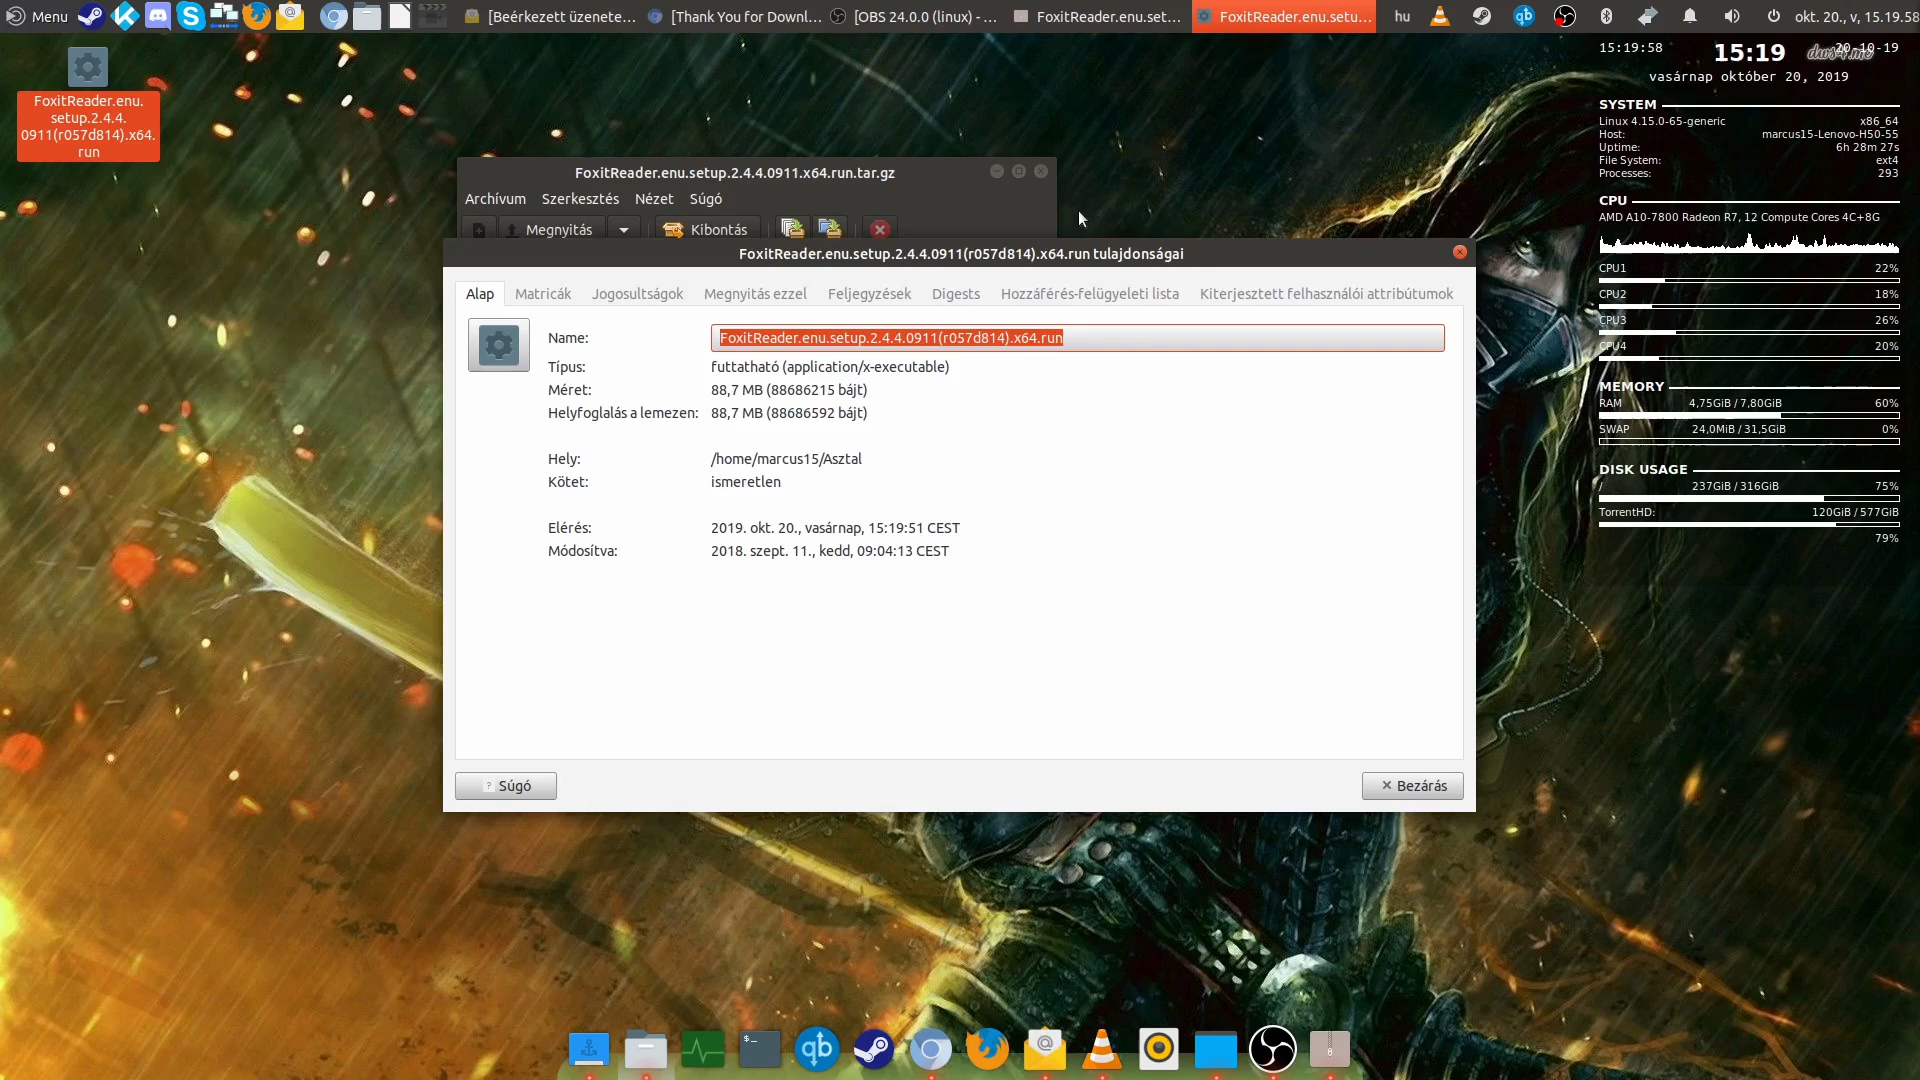 Menu
[Beérkezett üzenete...
[Thank You for Downl...
[OBS 24.0.0 (linux) - ...
FoxitReader.enu.set...
FoxitReader.enu.setu...
hu
okt. 20., v, 15.19.58
FoxitReader.enu.
setup.2.4.4.
0911(r057d814).x64.
run
15:19:58
15:19
20-10-19
vasárnap október 20, 2019
SYSTEM
Linux 4.15.0-65-generic x86_64
Host: marcus15-Lenovo-H50-55
Uptime: 6h 28m 27s
File System: ext4
Processes: 293
CPU
AMD A10-7800 Radeon R7, 12 Compute Cores 4C+8G
CPU1 22%
CPU2 18%
CPU3 26%
CPU4 20%
MEMORY
RAM 4,75GiB / 7,80GiB 60%
SWAP 24,0MiB / 31,5GiB 0%
DISK USAGE
/ 237GiB / 316GiB 75%
TorrentHD: 120GiB / 577GiB
79%
FoxitReader.enu.setup.2.4.4.0911.x64.run.tar.gz
Archívum Szerkesztés Nézet Súgó
Megnyitás Kibontás
FoxitReader.enu.setup.2.4.4.0911(r057d814).x64.run tulajdonságai
Alap Matricák Jogosultságok Megnyitás ezzel Feljegyzések Digests Hozzáférés-felügyeleti lista Kiterjesztett felhasználói attribútumok
Name: FoxitReader.enu.setup.2.4.4.0911(r057d814).x64.run
Típus: futtatható (application/x-executable)
Méret: 88,7 MB (88686215 bájt)
Helyfoglalás a lemezen: 88,7 MB (88686592 bájt)
Hely: /home/marcus15/Asztal
Kötet: ismeretlen
Elérés: 2019. okt. 20., vasárnap, 15:19:51 CEST
Módosítva: 2018. szept. 11., kedd, 09:04:13 CEST
Súgó
Bezárás